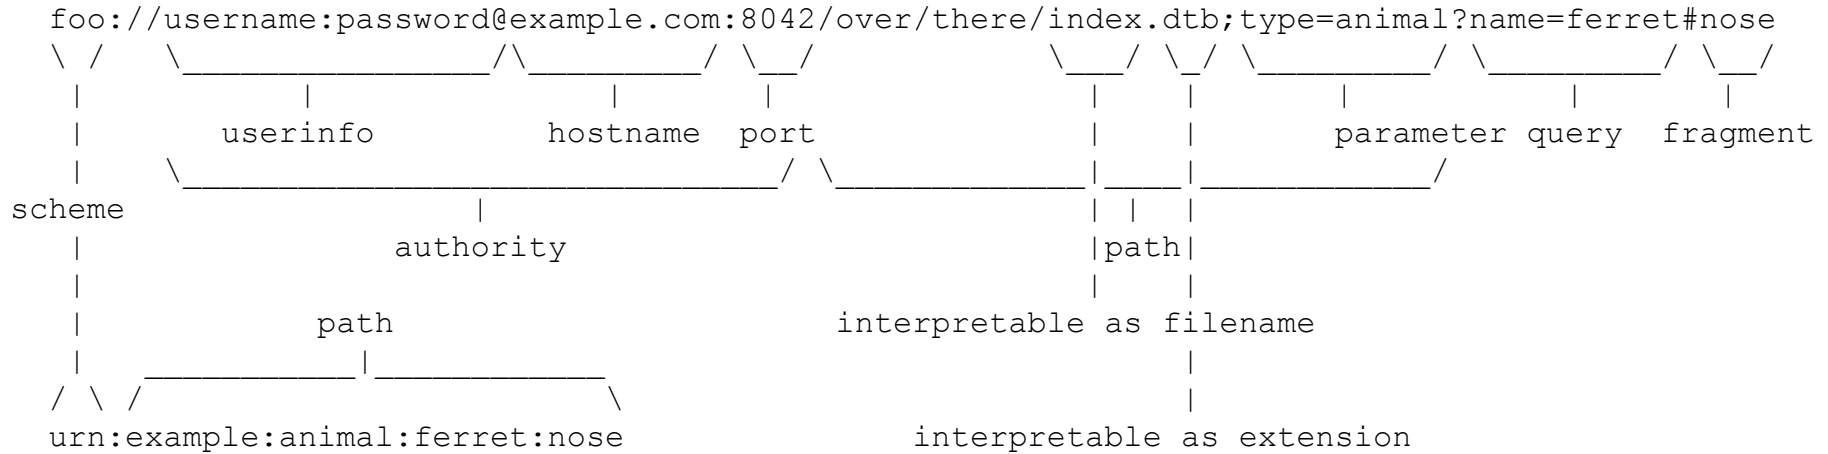 foo://username:password@example.com:8042/over/there/index.dtb;type=animal?name=ferret#nose
userinfo hostname port parameter query fragment
scheme
authority path
path interpretable as filename
urn:example:animal:ferret:nose interpretable as extension